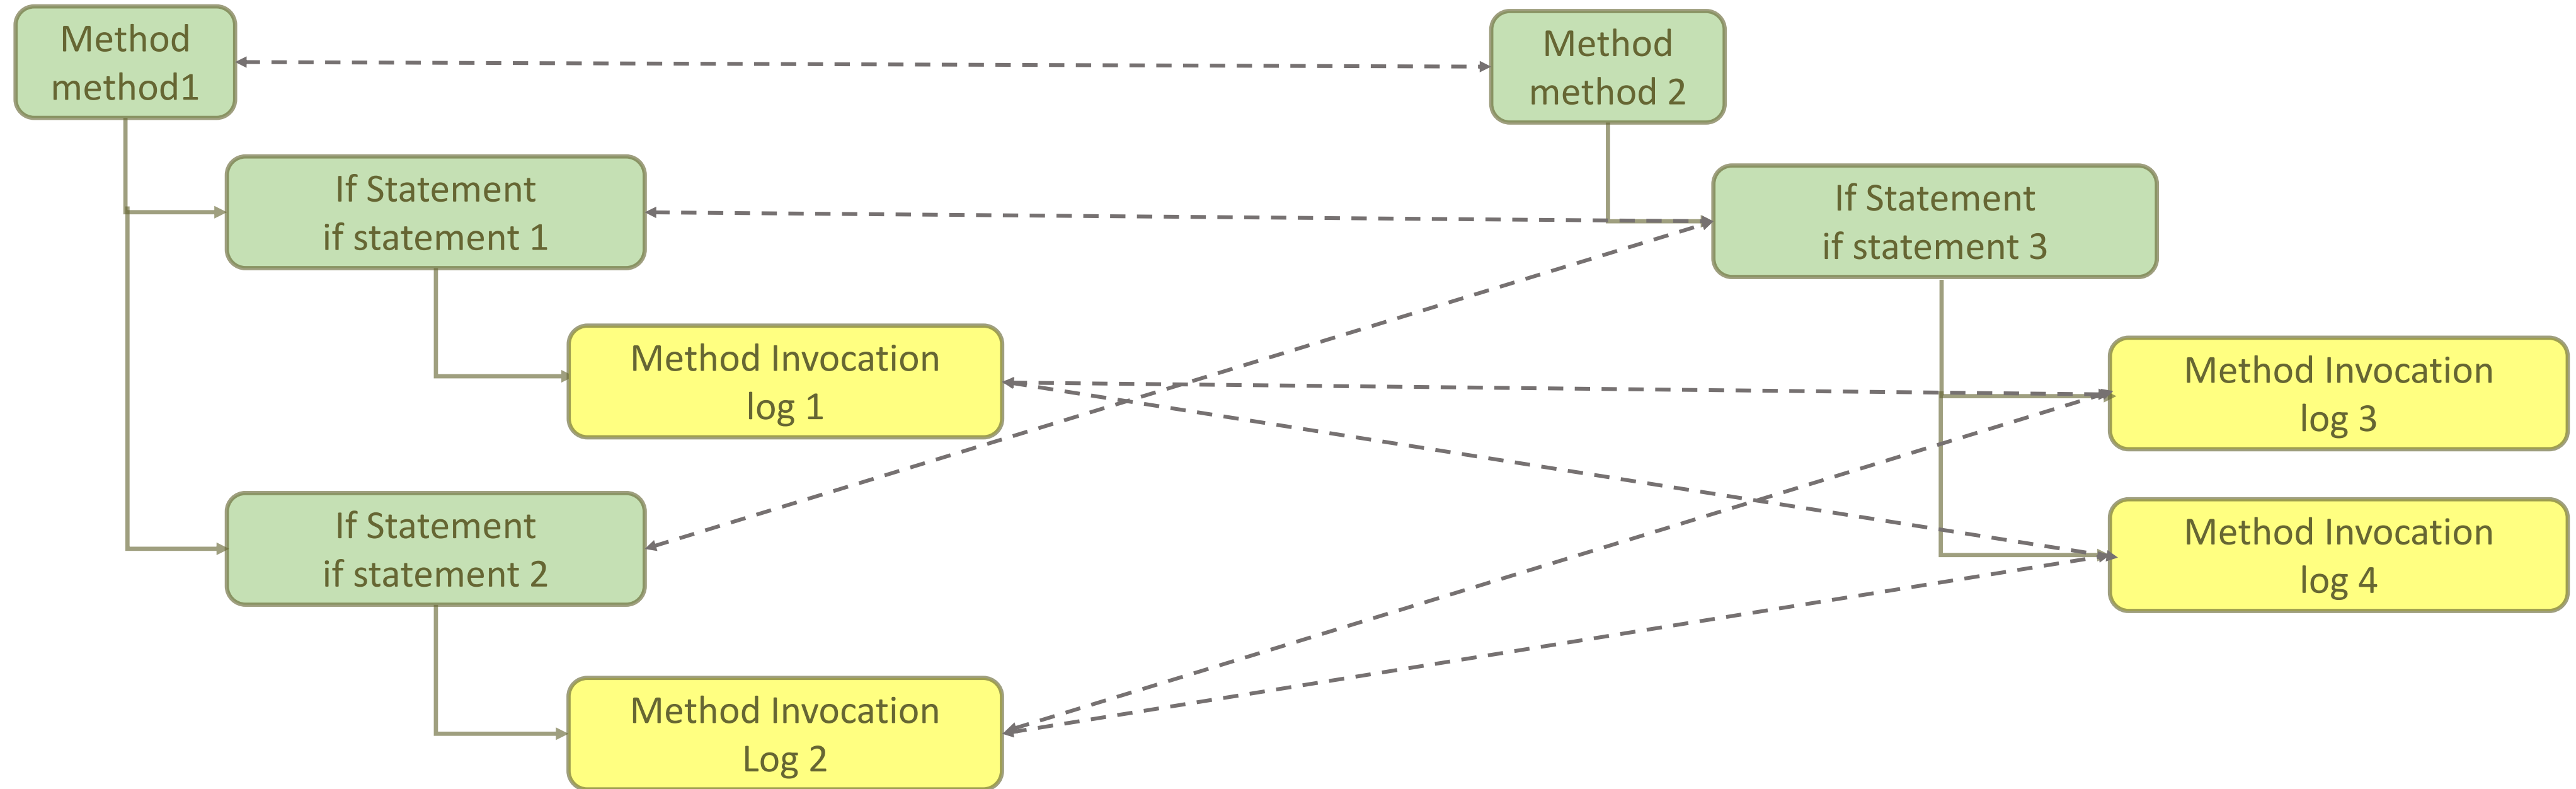 Method
method1
Method
method 2
If Statement
if statement 1
If Statement
if statement 3
Method Invocation
log 1
Method Invocation
log 3
If Statement
if statement 2
Method Invocation
log 4
Method Invocation
Log 2